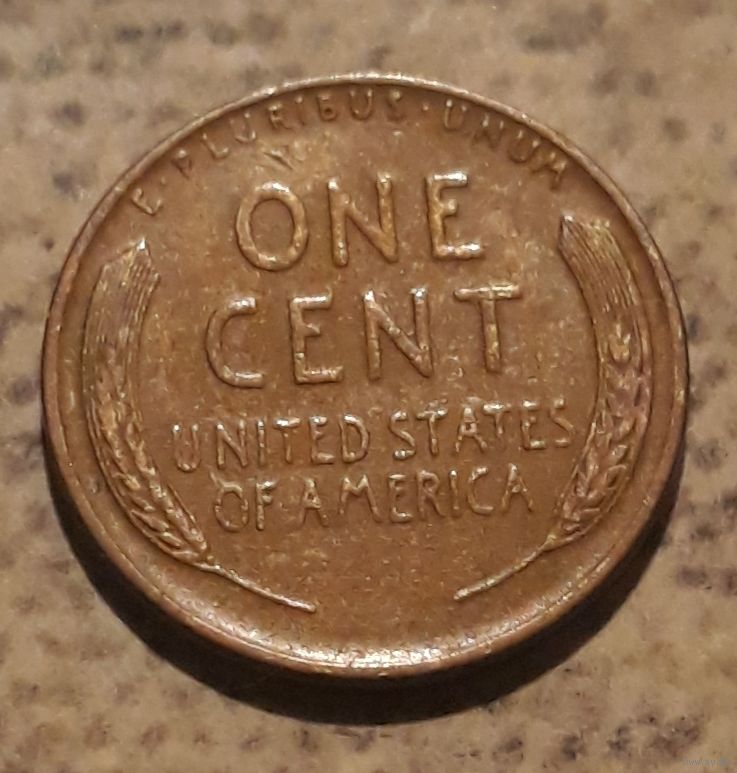 E · PLURIBUS · UNUM
ONE
CENT
UNITED STATES
OF AMERICA